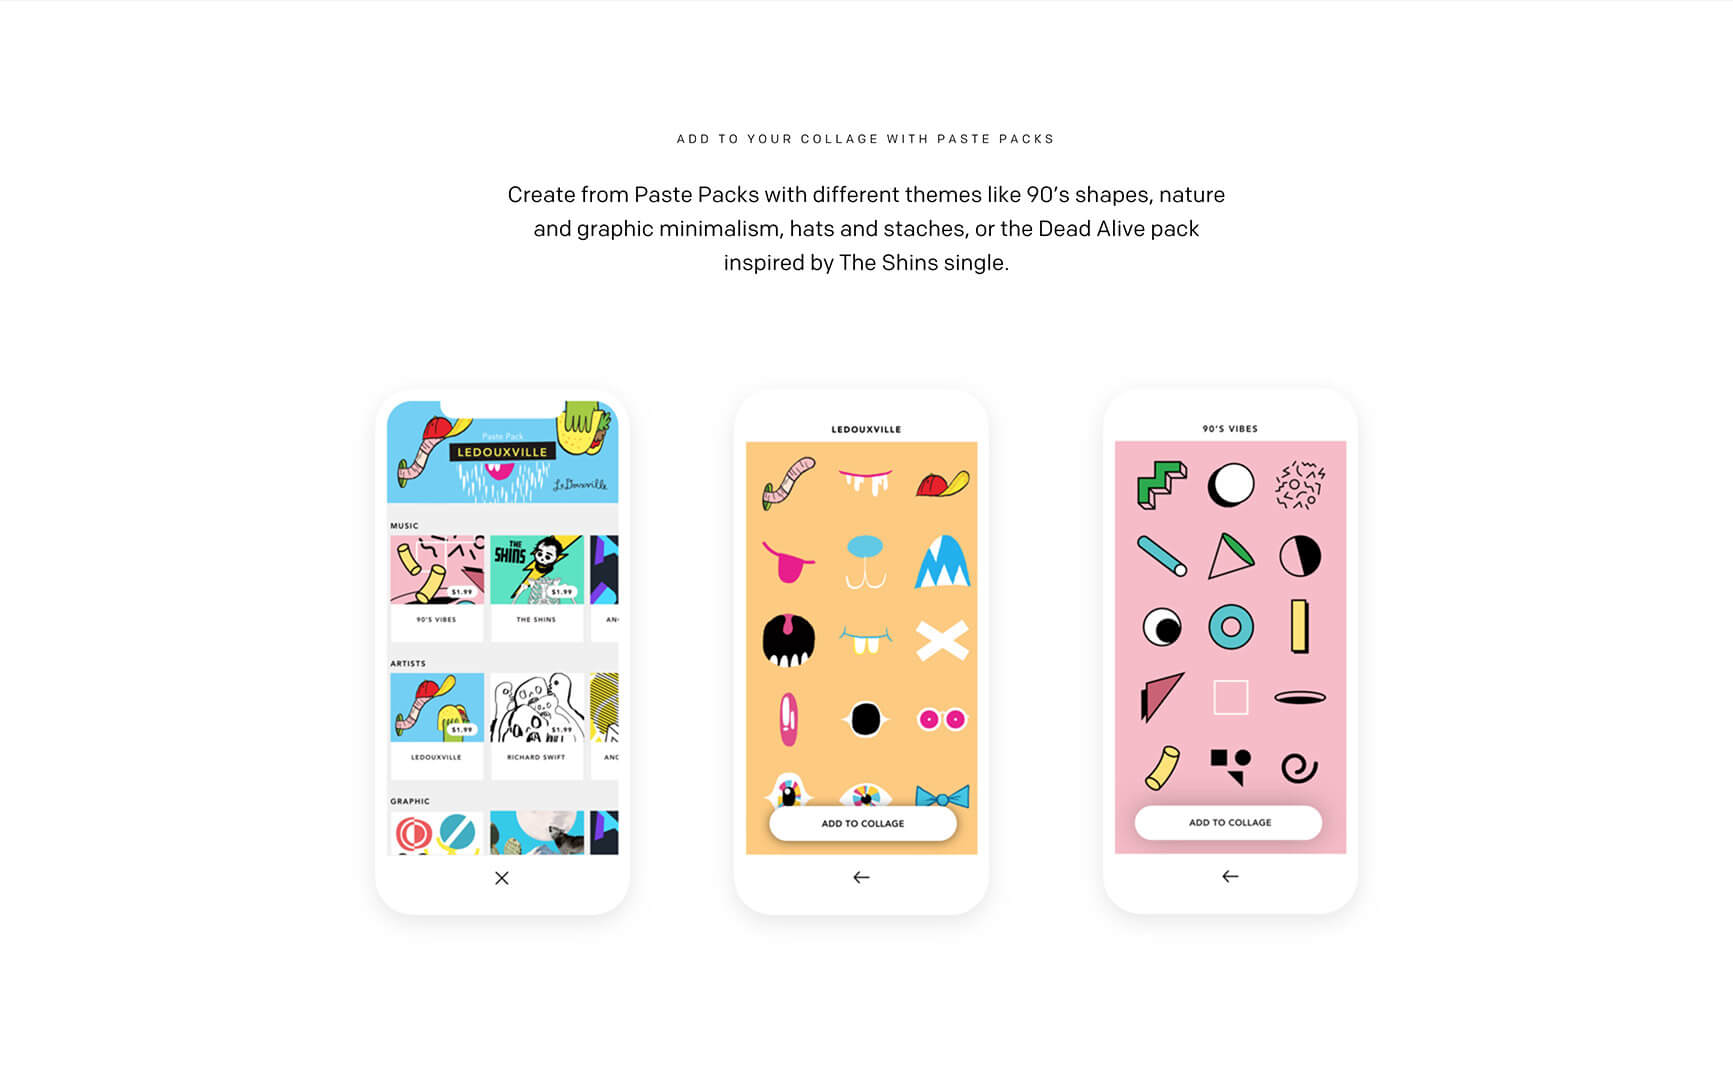 ADD TO YOUR COLLAGE WITH PASTE PACKS
Create from Paste Packs with different themes like 90’s shapes, nature
and graphic minimalism, hats and staches, or the Dead Alive pack
inspired by The Shins single.
Paste Pack
LEDOUXVILLE
LeDouxville
MUSIC
THE
SHINS
$1.99
$1.99
90'S VIBES
THE SHINS
AN
ARTISTS
$1.99
$1.99
LEDOUXVILLE
RICHARD SWIFT
AND
GRAPHIC
LEDOUXVILLE
ADD TO COLLAGE
90'S VIBES
ADD TO COLLAGE